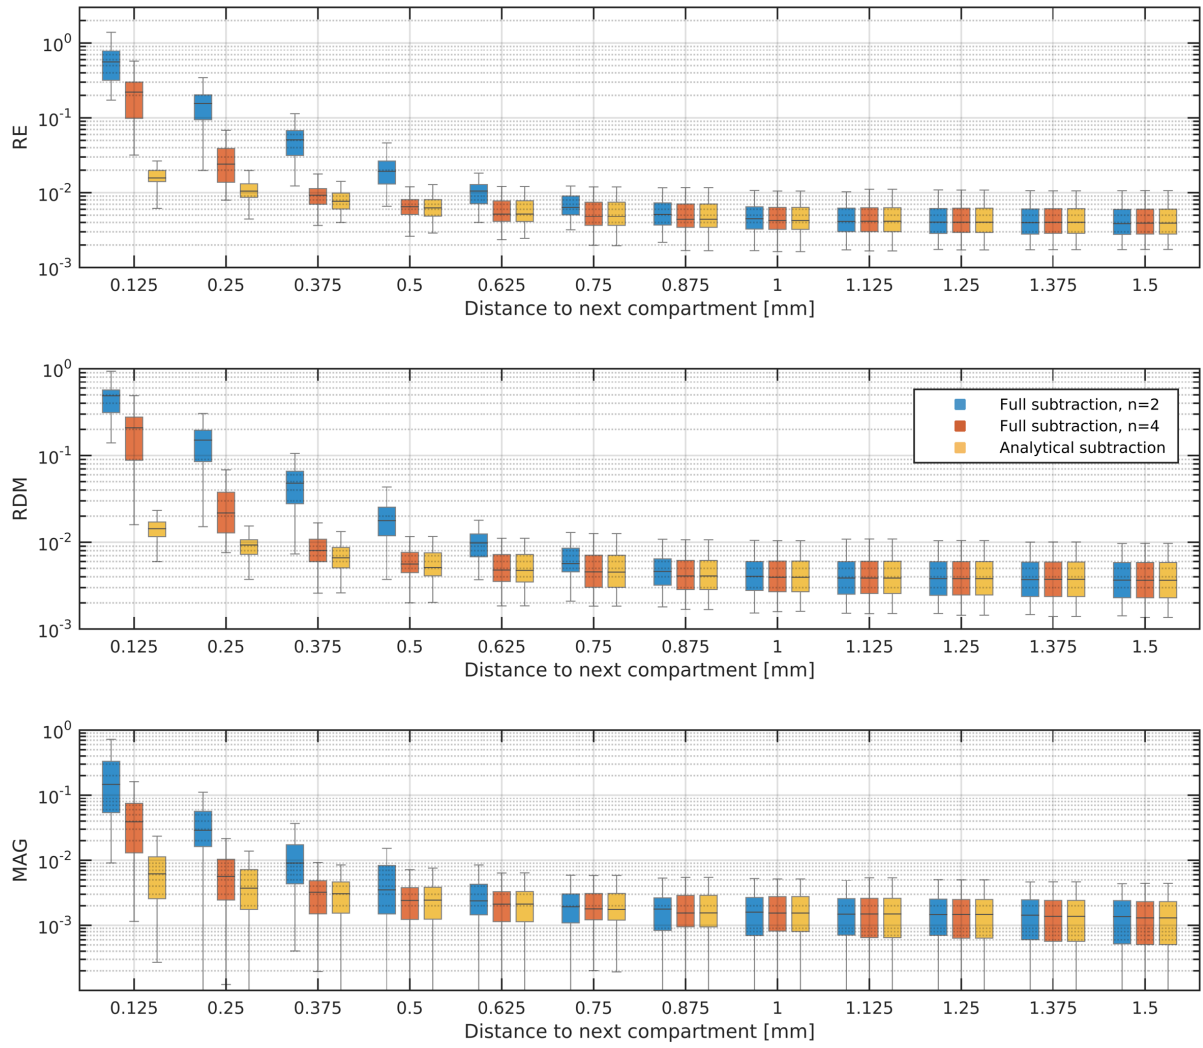 RE
10^0
10^-1
10^-2
10^-3
0.125 0.25 0.375 0.5 0.625 0.75 0.875 1 1.125 1.25 1.375 1.5
Distance to next compartment [mm]
RDM
10^0
10^-1
10^-2
10^-3
Full subtraction, n=2
Full subtraction, n=4
Analytical subtraction
0.125 0.25 0.375 0.5 0.625 0.75 0.875 1 1.125 1.25 1.375 1.5
Distance to next compartment [mm]
MAG
10^0
10^-1
10^-2
10^-3
0.125 0.25 0.375 0.5 0.625 0.75 0.875 1 1.125 1.25 1.375 1.5
Distance to next compartment [mm]